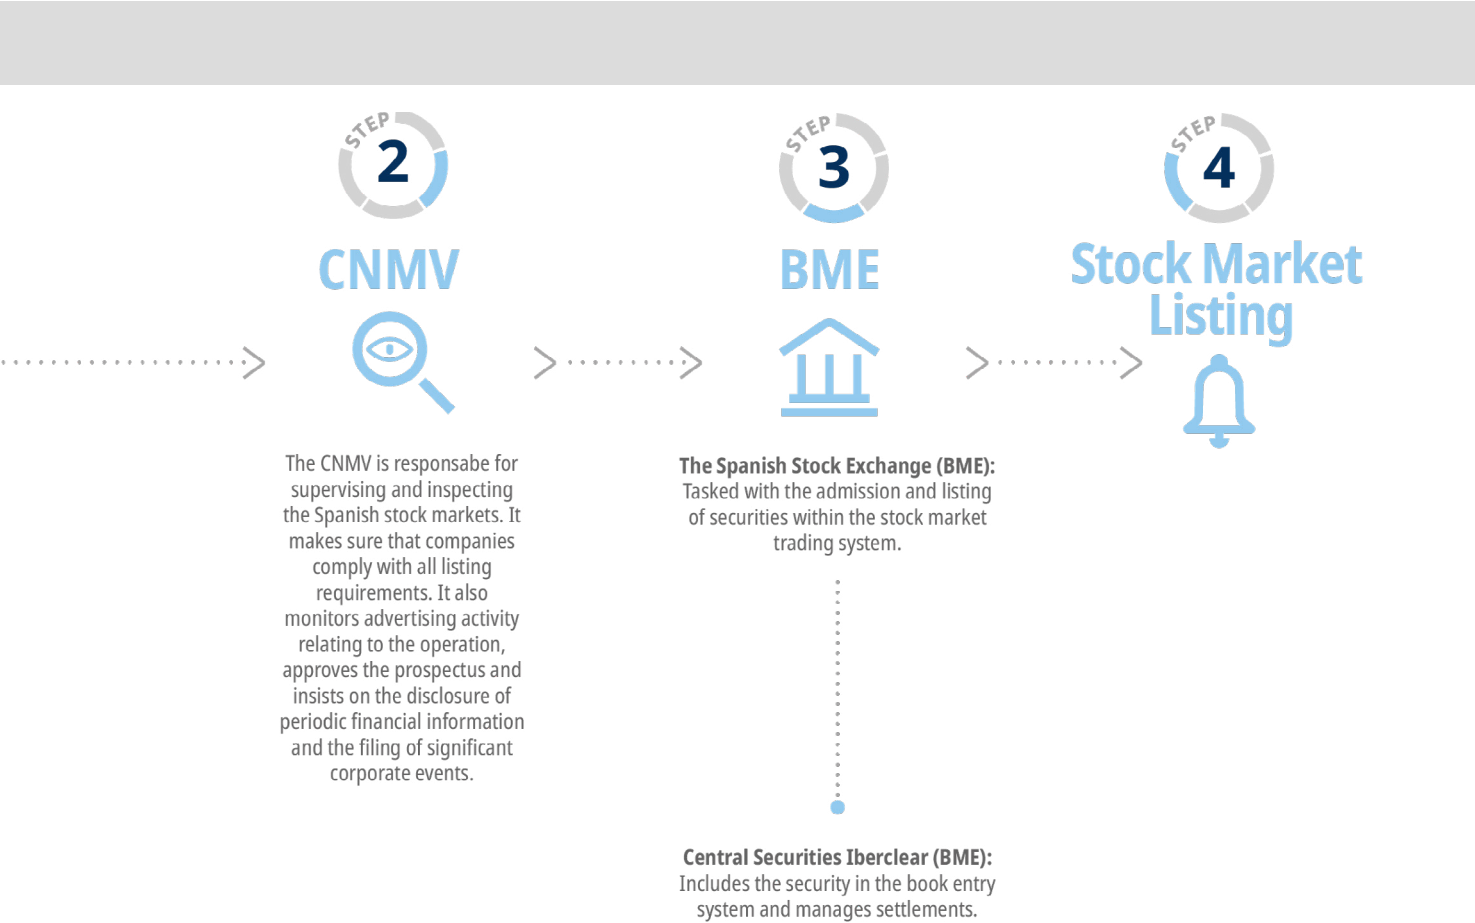 STEP
2
CNMV
The CNMV is responsabe for
supervising and inspecting
the Spanish stock markets. It
makes sure that companies
comply with all listing
requirements. It also
monitors advertising activity
relating to the operation,
approves the prospectus and
insists on the disclosure of
periodic financial information
and the filing of significant
corporate events.
STEP
3
BME
The Spanish Stock Exchange (BME):
Tasked with the admission and listing
of securities within the stock market
trading system.
Central Securities Iberclear (BME):
Includes the security in the book entry
system and manages settlements.
STEP
4
Stock Market
Listing